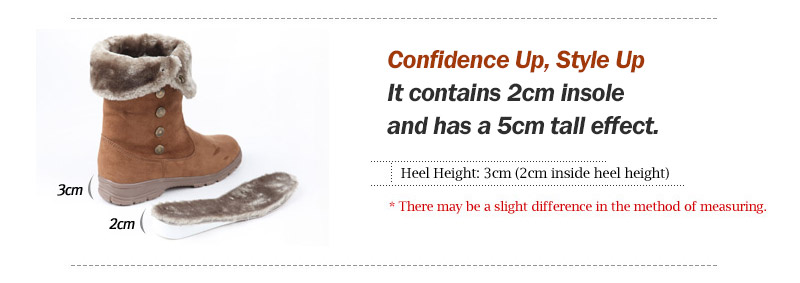 Confidence Up, Style Up
It contains 2cm insole
and has a 5cm tall effect.
Heel Height: 3cm (2cm inside heel height)
* There may be a slight difference in the method of measuring.
3cm
2cm